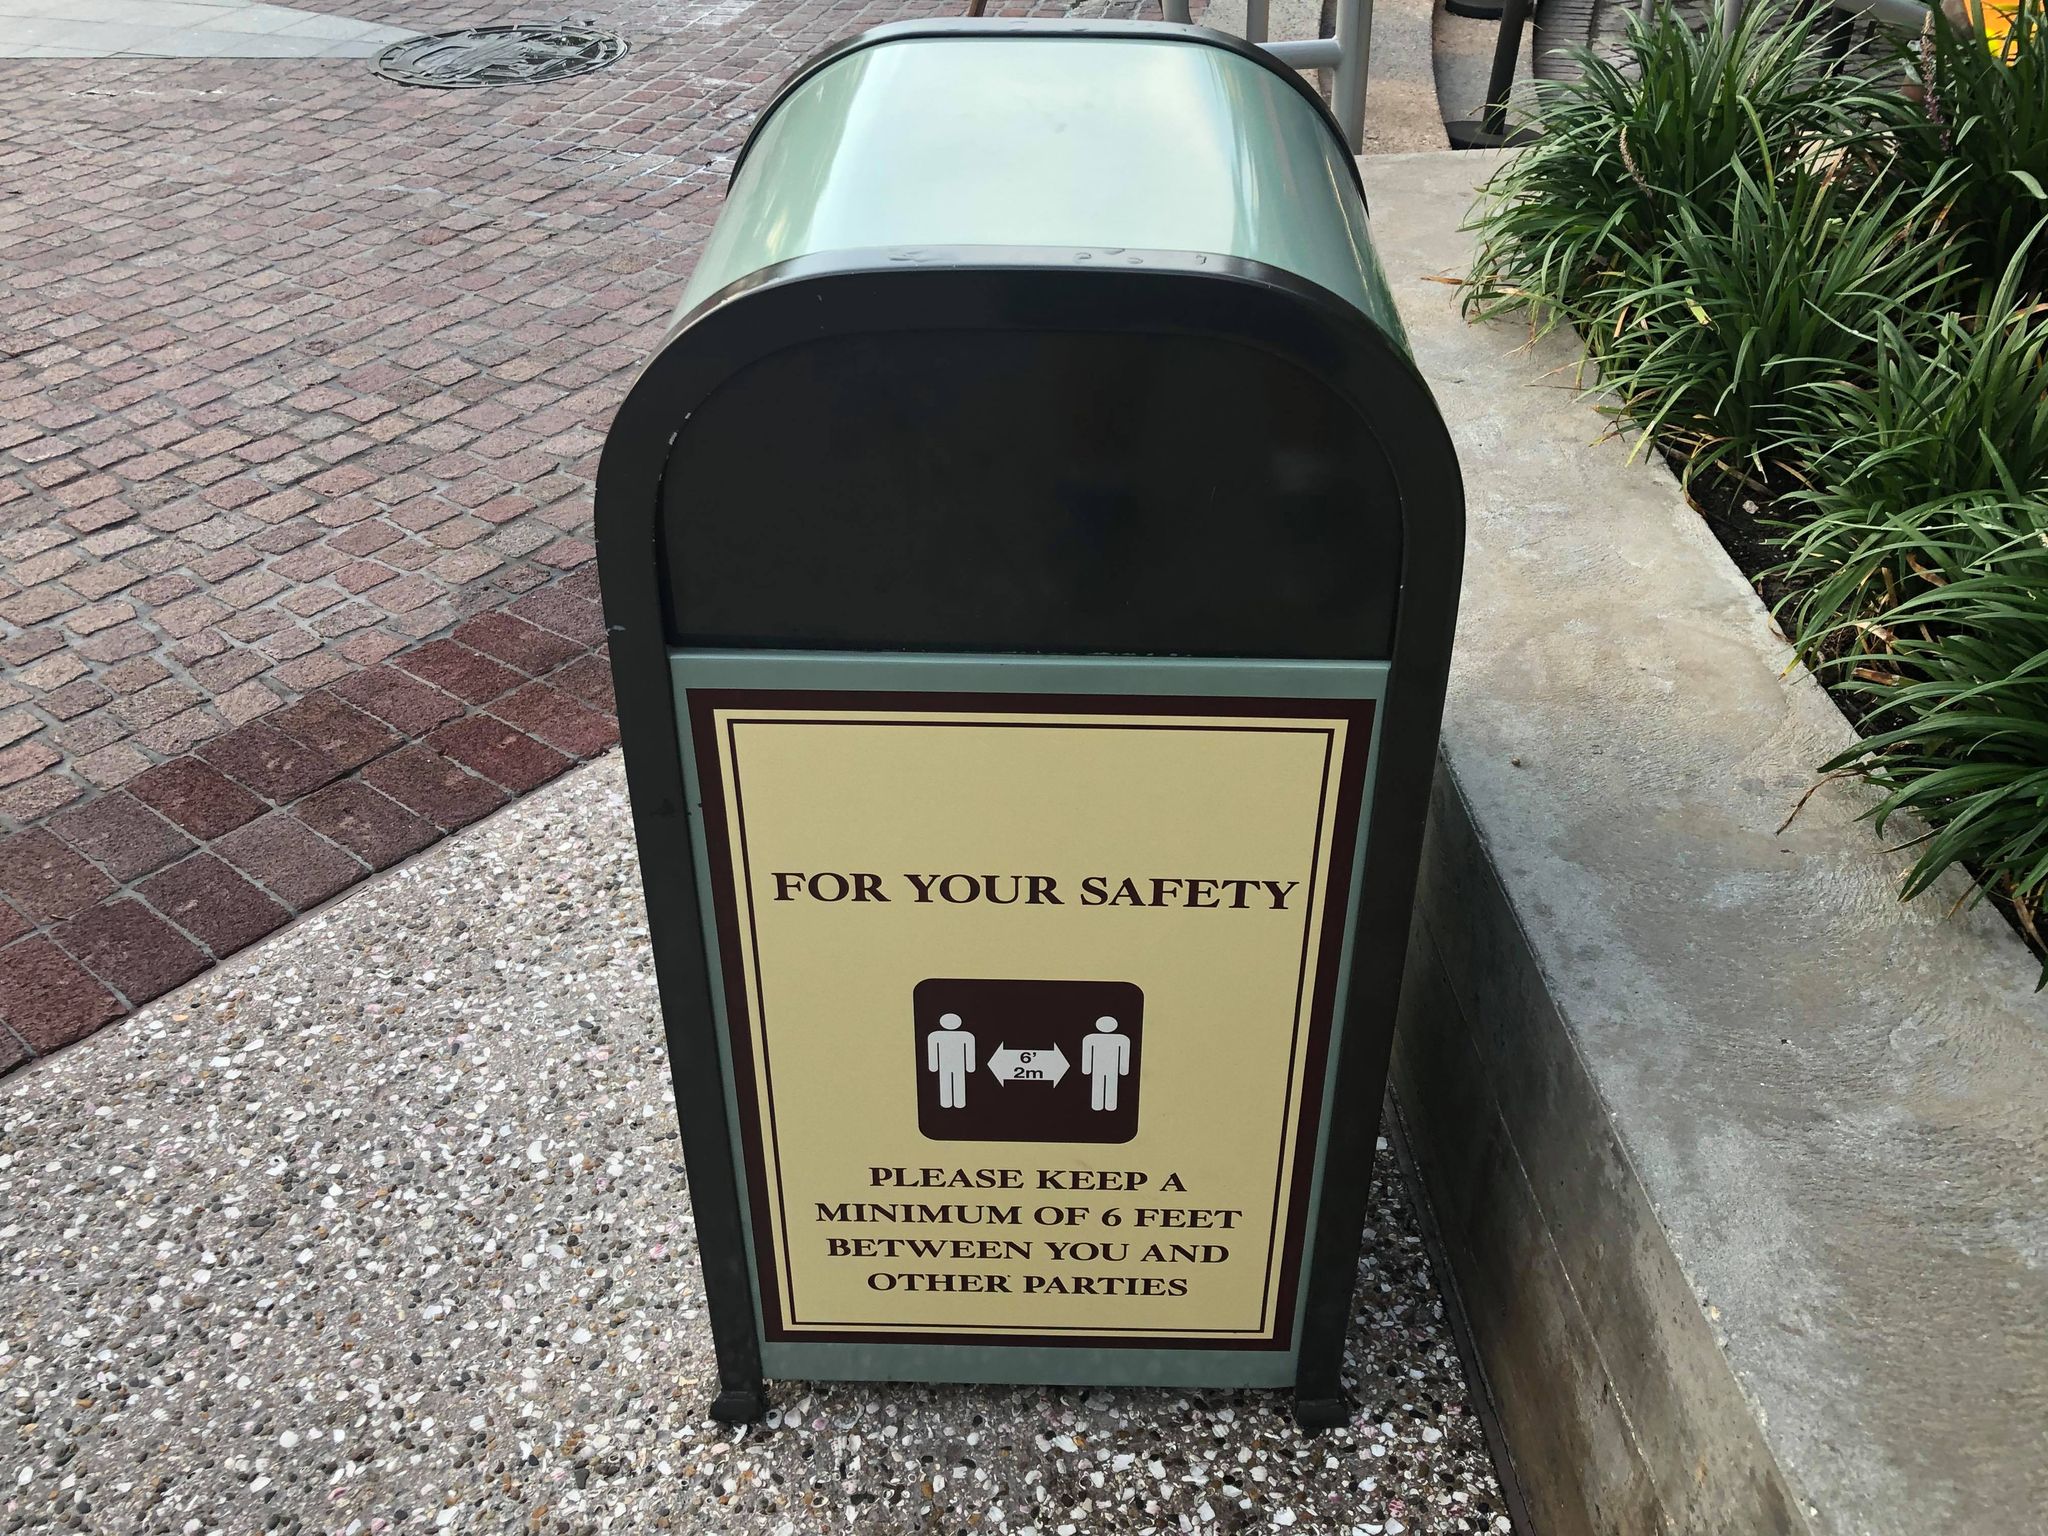 FOR YOUR SAFETY
6'
2m
PLEASE KEEP A
MINIMUM OF 6 FEET
BETWEEN YOU AND
OTHER PARTIES